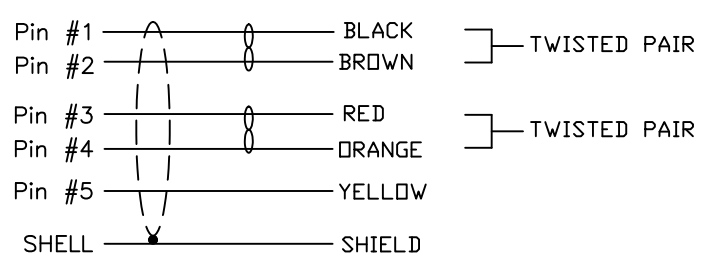 Pin #1 BLACK
TWISTED PAIR
Pin #2 BROWN
Pin #3 RED
TWISTED PAIR
Pin #4 ORANGE
Pin #5 YELLOW
SHELL SHIELD